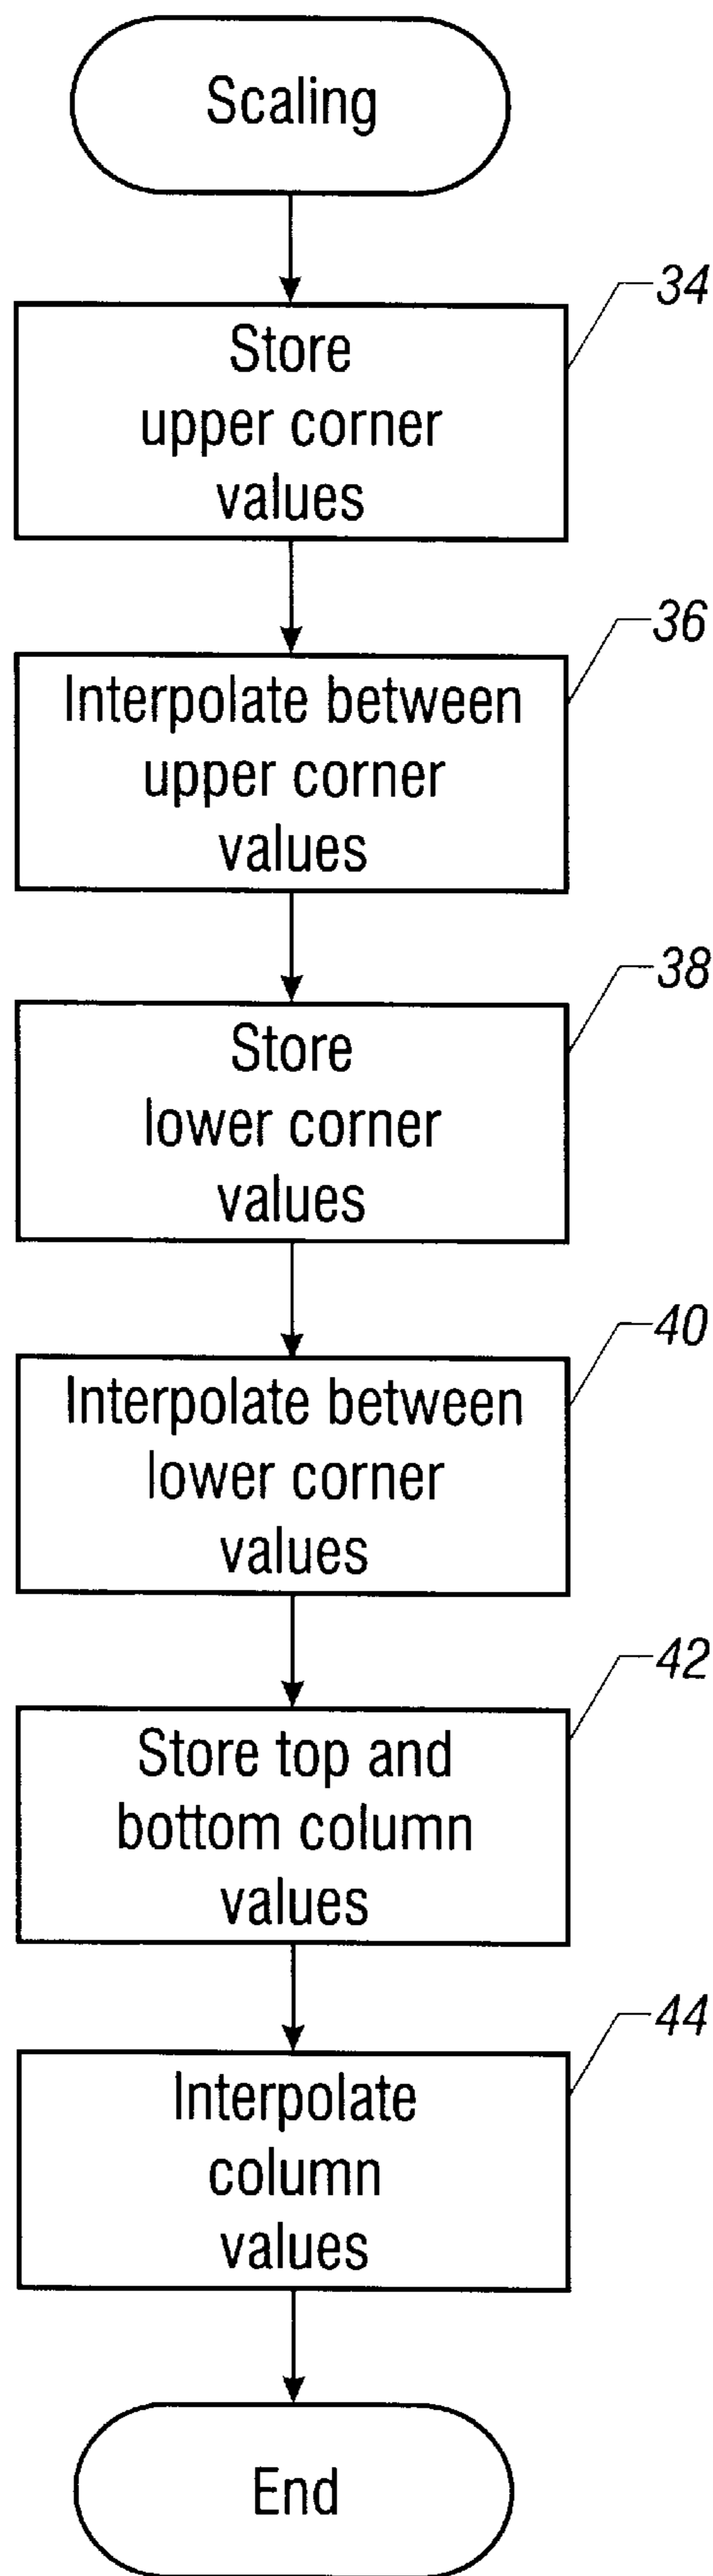 Scaling
34
Store
upper corner
values
36
Interpolate between
upper corner
values
38
Store
lower corner
values
40
Interpolate between
lower corner
values
42
Store top and
bottom column
values
44
Interpolate
column
values
End